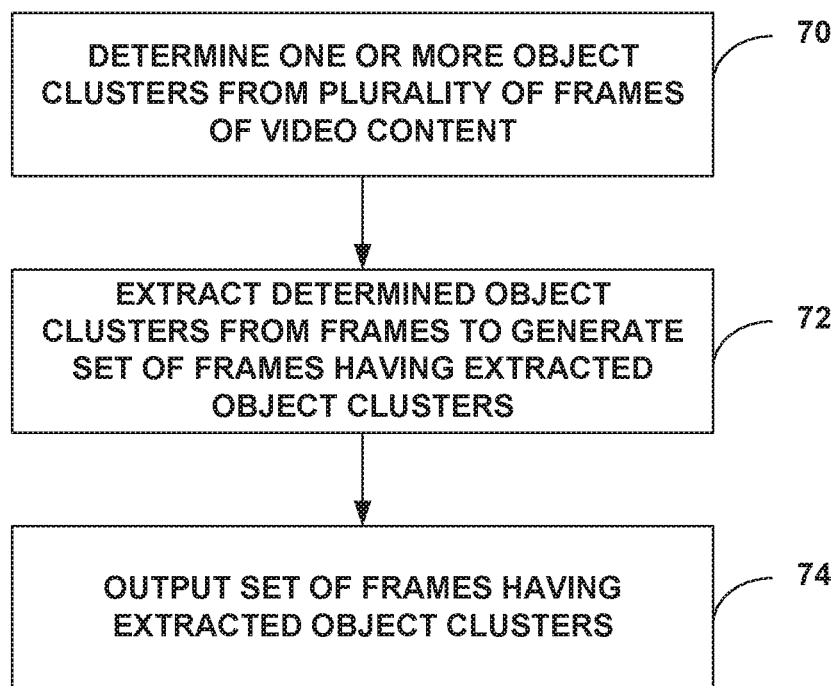 DETERMINE ONE OR MORE OBJECT
CLUSTERS FROM PLURALITY OF FRAMES
OF VIDEO CONTENT
70
EXTRACT DETERMINED OBJECT
CLUSTERS FROM FRAMES TO GENERATE
SET OF FRAMES HAVING EXTRACTED
OBJECT CLUSTERS
72
OUTPUT SET OF FRAMES HAVING
EXTRACTED OBJECT CLUSTERS
74